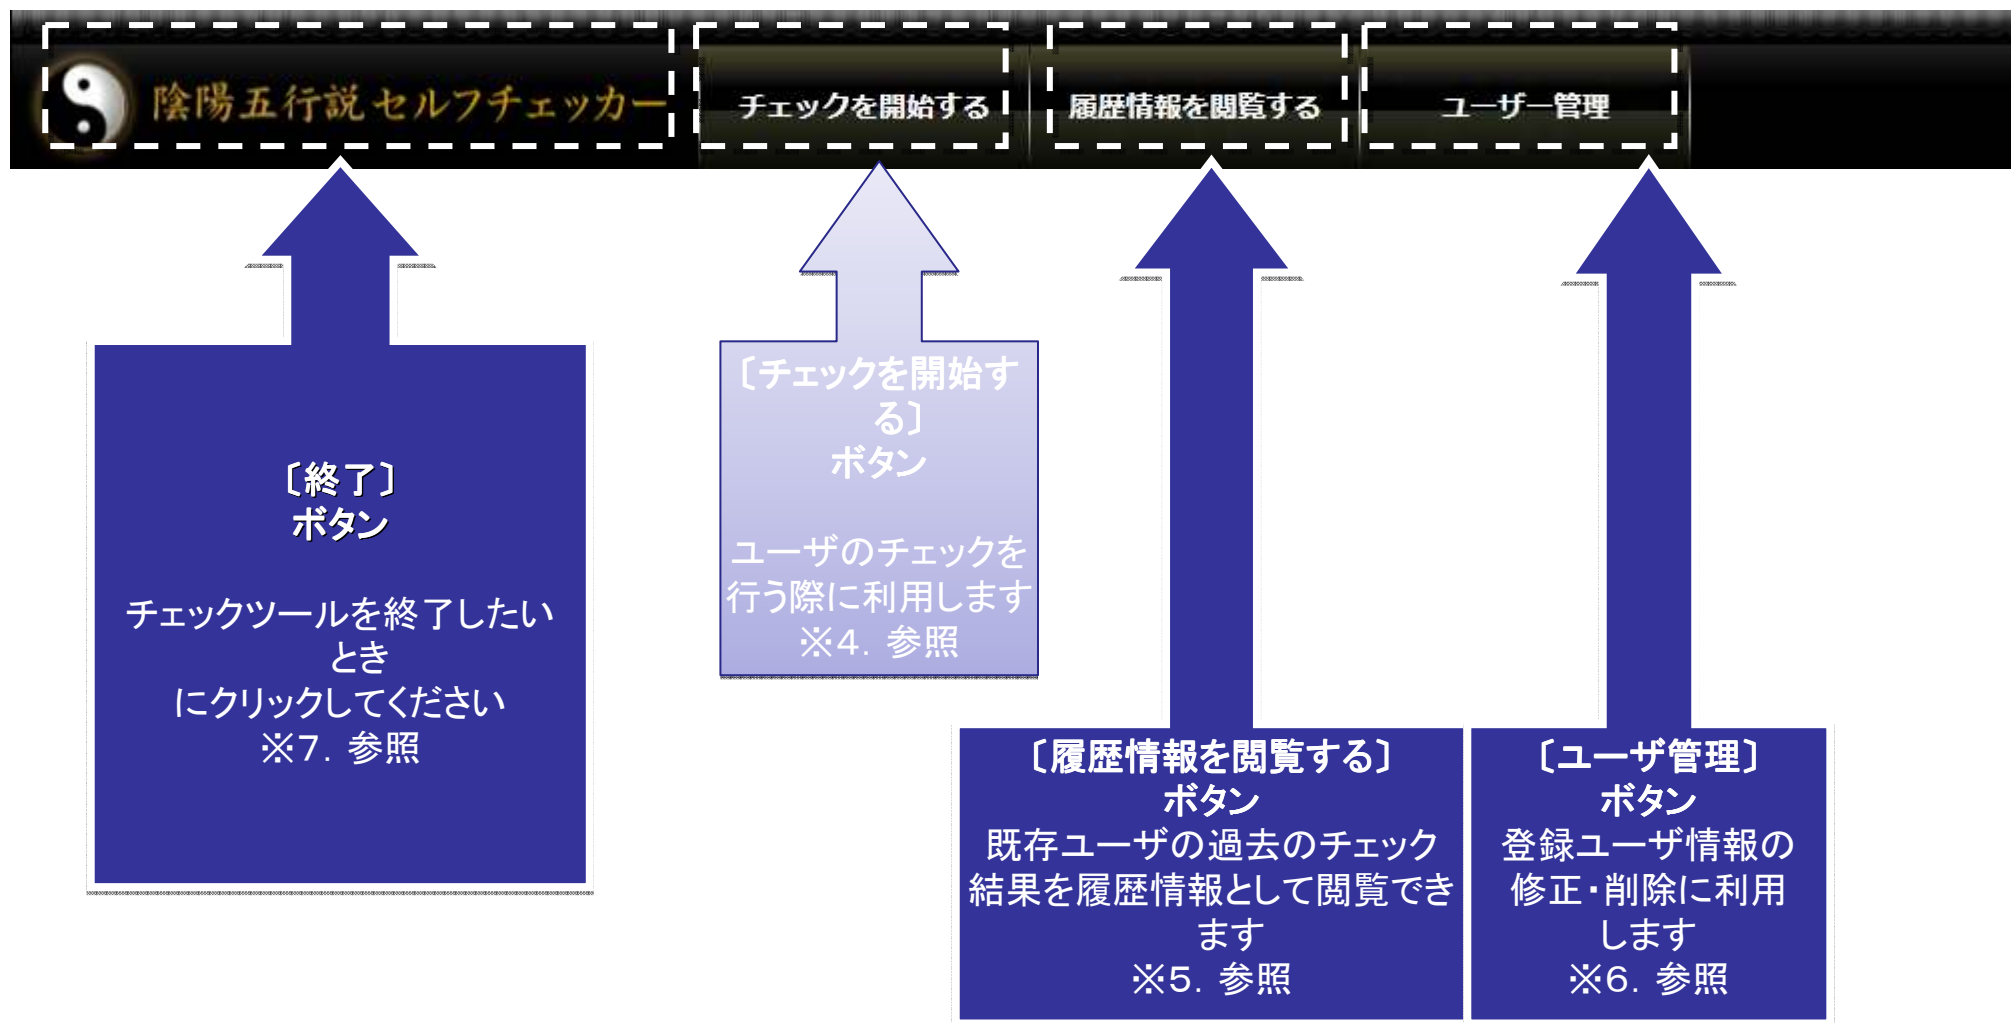 陰陽五行説セルフチェッカー
チェックを開始する
履歴情報を閲覧する
ユーザー管理
〔終了〕
ボタン
チェックツールを終了したい
とき
にクリックしてください
※7．参照
〔チェックを開始す
る〕
ボタン
ユーザのチェックを
行う際に利用します
※4．参照
〔履歴情報を閲覧する〕
ボタン
既存ユーザの過去のチェック
結果を履歴情報として閲覧でき
ます
※5．参照
〔ユーザ管理〕
ボタン
登録ユーザ情報の
修正・削除に利用
します
※6．参照